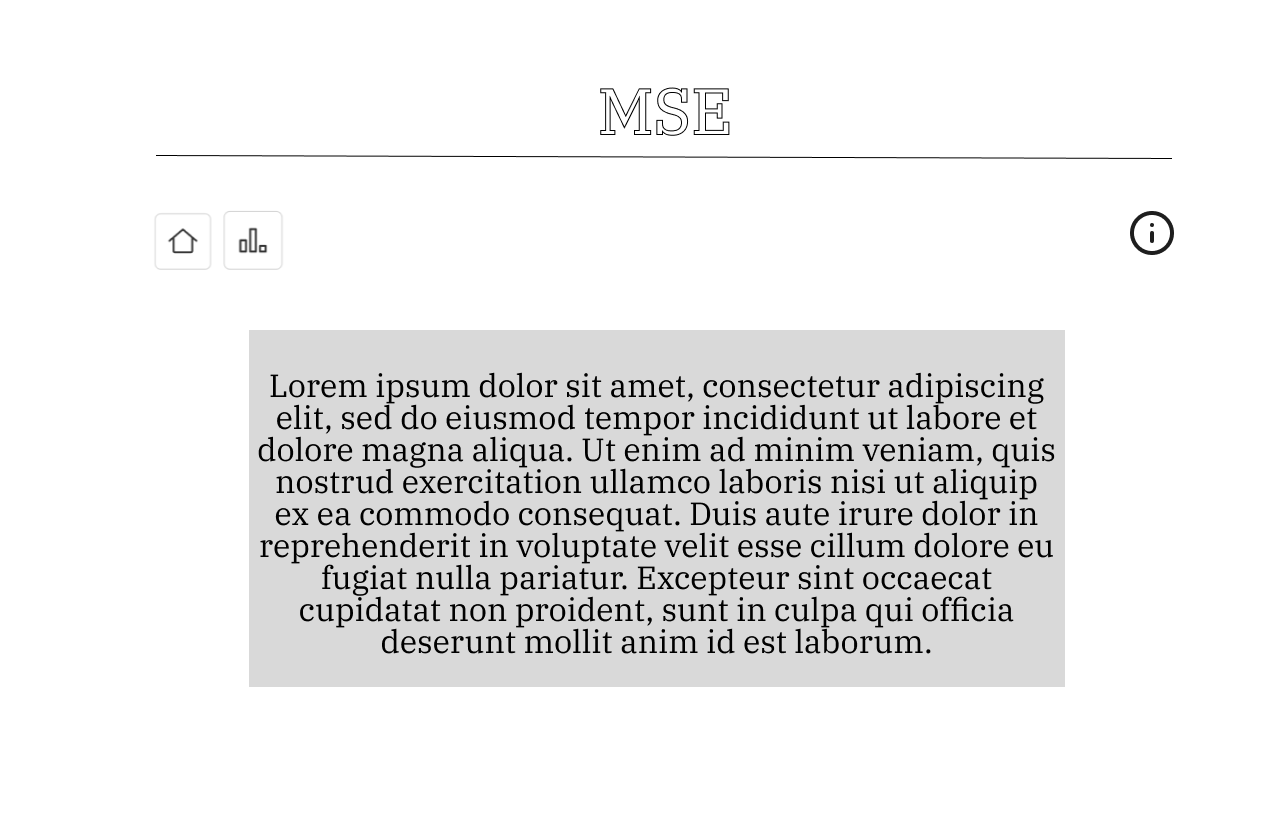 MSE
Lorem ipsum dolor sit amet, consectetur adipiscing
elit, sed do eiusmod tempor incididunt ut labore et
dolore magna aliqua. Ut enim ad minim veniam, quis
nostrud exercitation ullamco laboris nisi ut aliquip
ex ea commodo consequat. Duis aute irure dolor in
reprehenderit in voluptate velit esse cillum dolore eu
fugiat nulla pariatur. Excepteur sint occaecat
cupidatat non proident, sunt in culpa qui officia
deserunt mollit anim id est laborum.